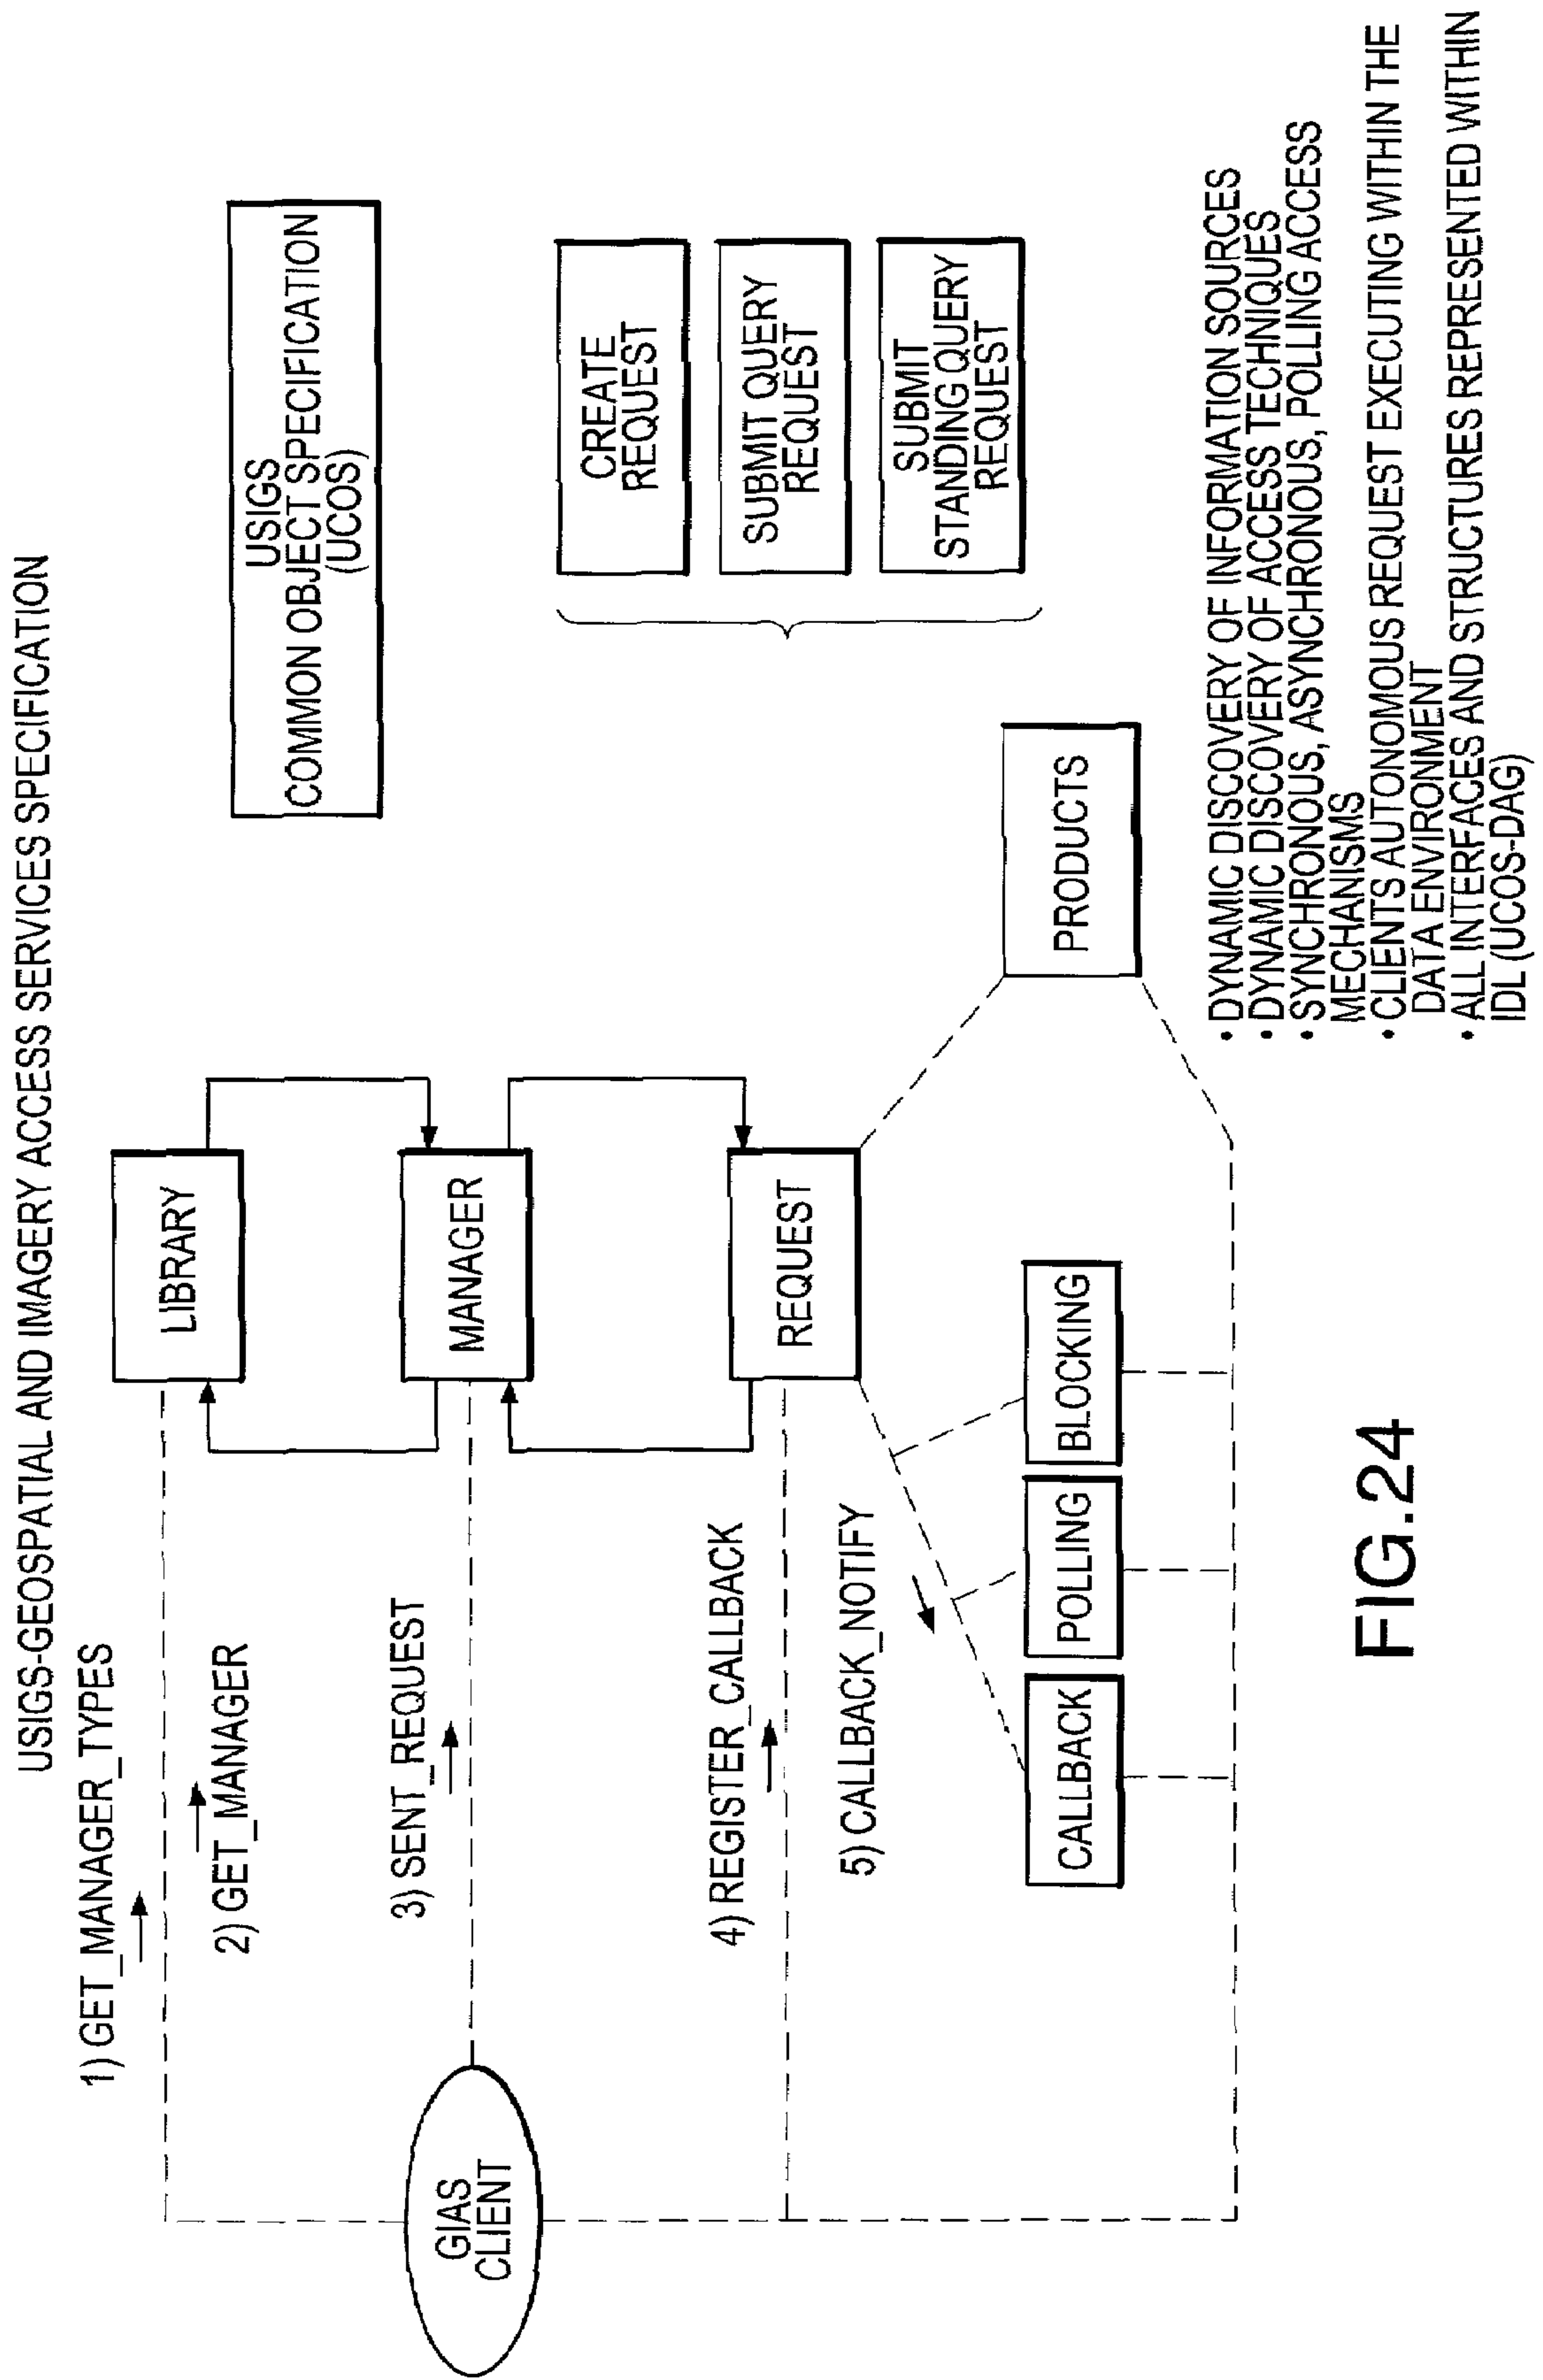 USIGS-GEOSPATIAL AND IMAGERY ACCESS SERVICES SPECIFICATION
1) GET_MANAGER_TYPES
2) GET_MANAGER
3) SENT_REQUEST
4) REGISTER_CALLBACK
5) CALLBACK_NOTIFY
GIAS
CLIENT
LIBRARY
MANAGER
REQUEST
CALLBACK
POLLING
BLOCKING
PRODUCTS
USIGS
COMMON OBJECT SPECIFICATION
(UCOS)
CREATE
REQUEST
SUBMIT QUERY
REQUEST
SUBMIT
STANDING QUERY
REQUEST
• DYNAMIC DISCOVERY OF INFORMATION SOURCES
• DYNAMIC DISCOVERY OF ACCESS TECHNIQUES
• SYNCHRONOUS, ASYNCHRONOUS, POLLING ACCESS
MECHANISMS
• CLIENTS AUTONOMOUS REQUEST EXECUTING WITHIN THE
DATA ENVIRONMENT
• ALL INTERFACES AND STRUCTURES REPRESENTED WITHIN
IDL (UCOS-DAG)
FIG.24